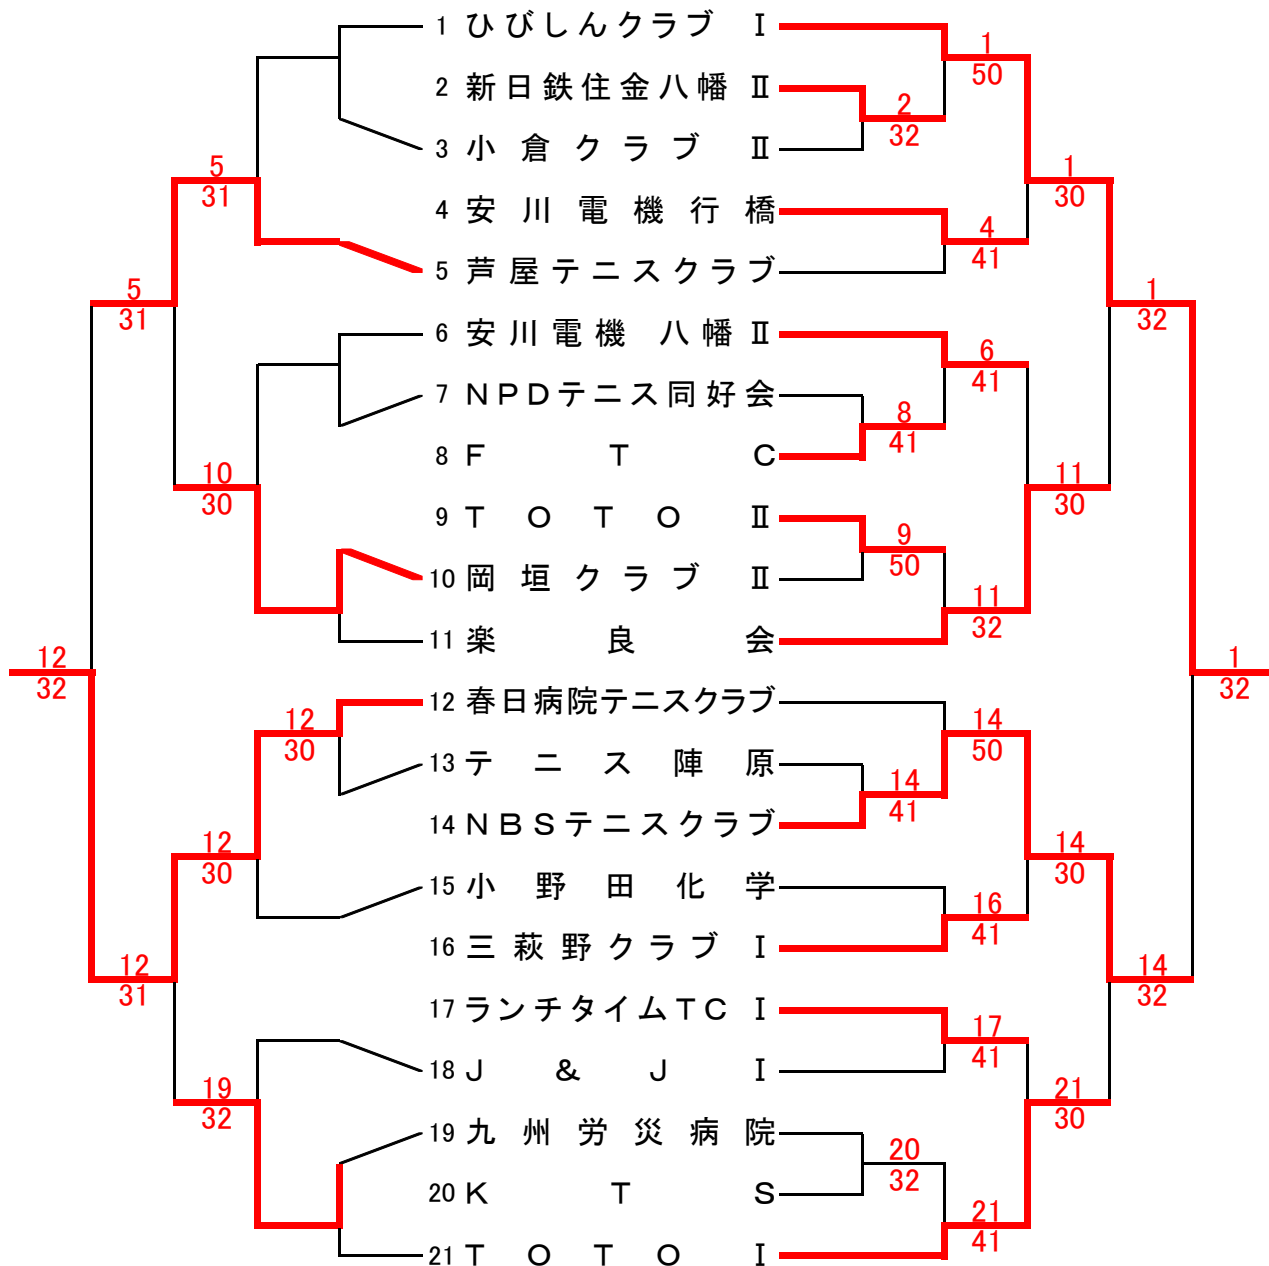 1 ひびしんクラブ Ⅰ
1
50
2 新日鉄住金八幡 Ⅱ
2
32
3 小倉クラブ Ⅱ
5
31
1
30
4 安川電機行橋
4
41
5 芦屋テニスクラブ
5
31
1
32
6 安川電機 八幡Ⅱ
6
41
7 NPDテニス同好会
8
41
8 F T C
10
30
11
30
9 T O T O Ⅱ
9
50
10 岡垣クラブ Ⅱ
11
32
11 楽良会
12
32
1
32
12 春日病院テニスクラブ
12
30
14
50
13 テニス陣原
14
41
14 NBSテニスクラブ
12
30
14
30
15 小野田化学
16
41
16 三萩野クラブ Ⅰ
12
31
14
32
17 ランチタイムTC Ⅰ
17
41
18 J & J Ⅰ
19
32
21
30
19 九州労災病院
20
32
20 K T S
21
41
21 T O T O Ⅰ